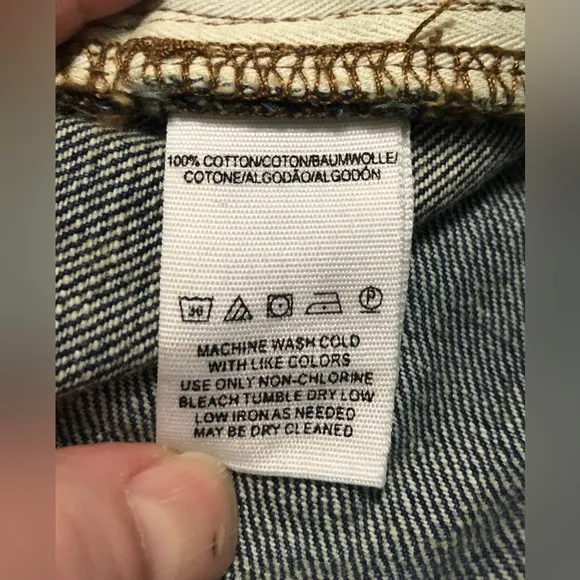 100% COTTON/COTON/BAUMWOLLE/
COTONE/ALGODÃO/ALGODÓN
30 P
MACHINE WASH COLD
WITH LIKE COLORS
USE ONLY NON-CHLORINE
BLEACH TUMBLE DRY LOW
LOW IRON AS NEEDED
MAY BE DRY CLEANED